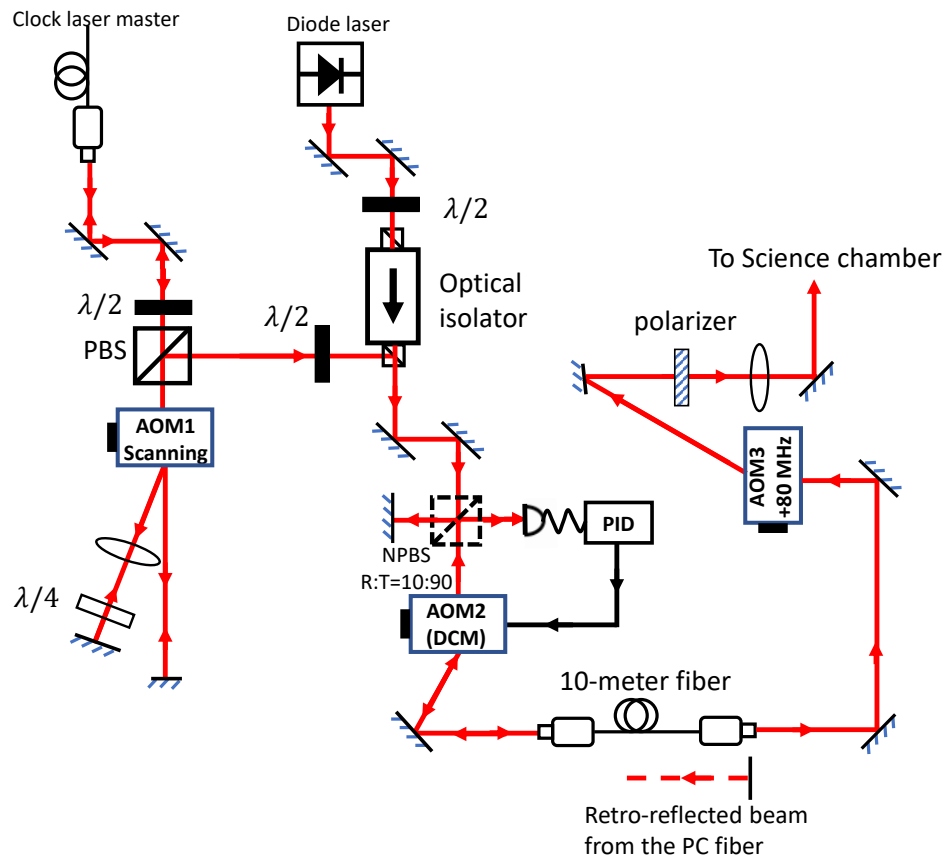 Clock laser master
Diode laser
λ/2
Optical
isolator
To Science chamber
polarizer
λ/2
PBS
λ/2
AOM1
Scanning
AOM3
+80 MHz
NPBS
R:T=10:90
PID
AOM2
(DCM)
λ/4
10-meter fiber
Retro-reflected beam
from the PC fiber